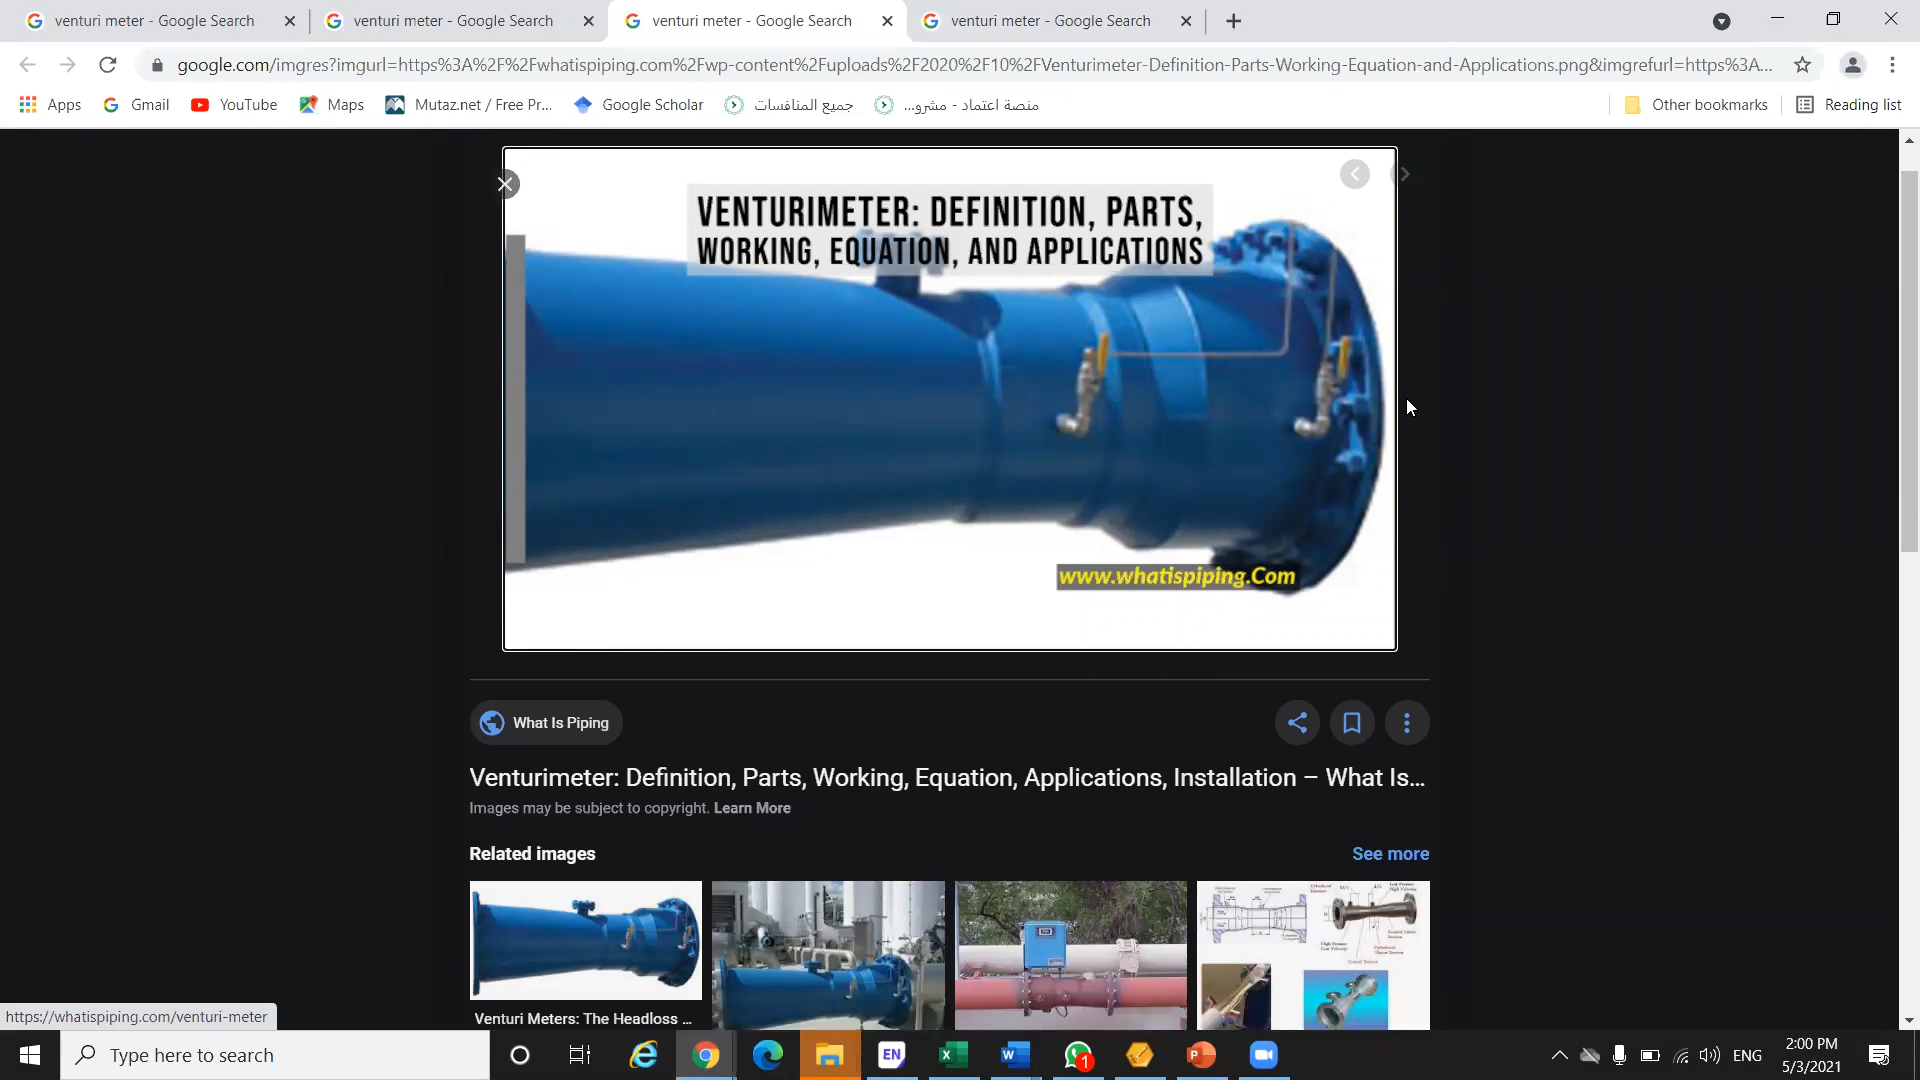 venturi meter - Google Search
venturi meter - Google Search
venturi meter - Google Search
venturi meter - Google Search
google.com/imgres?imgurl=https%3A%2F%2Fwhatispiping.com%2Fwp-content%2Fuploads%2F2020%2F10%2FVenturimeter-Definition-Parts-Working-Equation-and-Applications.png&imgrefurl=https%3A...
Apps
Gmail
YouTube
Maps
Mutaz.net / Free Pr...
Google Scholar
جميع المنافسات
منصة اعتماد - مشرو...
Other bookmarks
Reading list
VENTURIMETER: DEFINITION, PARTS,
WORKING, EQUATION, AND APPLICATIONS
www.whatispiping.Com
What Is Piping
Venturimeter: Definition, Parts, Working, Equation, Applications, Installation – What Is...
Images may be subject to copyright. Learn More
Related images
See more
Venturi Meters: The Headloss ...
https://whatispiping.com/venturi-meter
Type here to search
EN
1
ENG
2:00 PM
5/3/2021